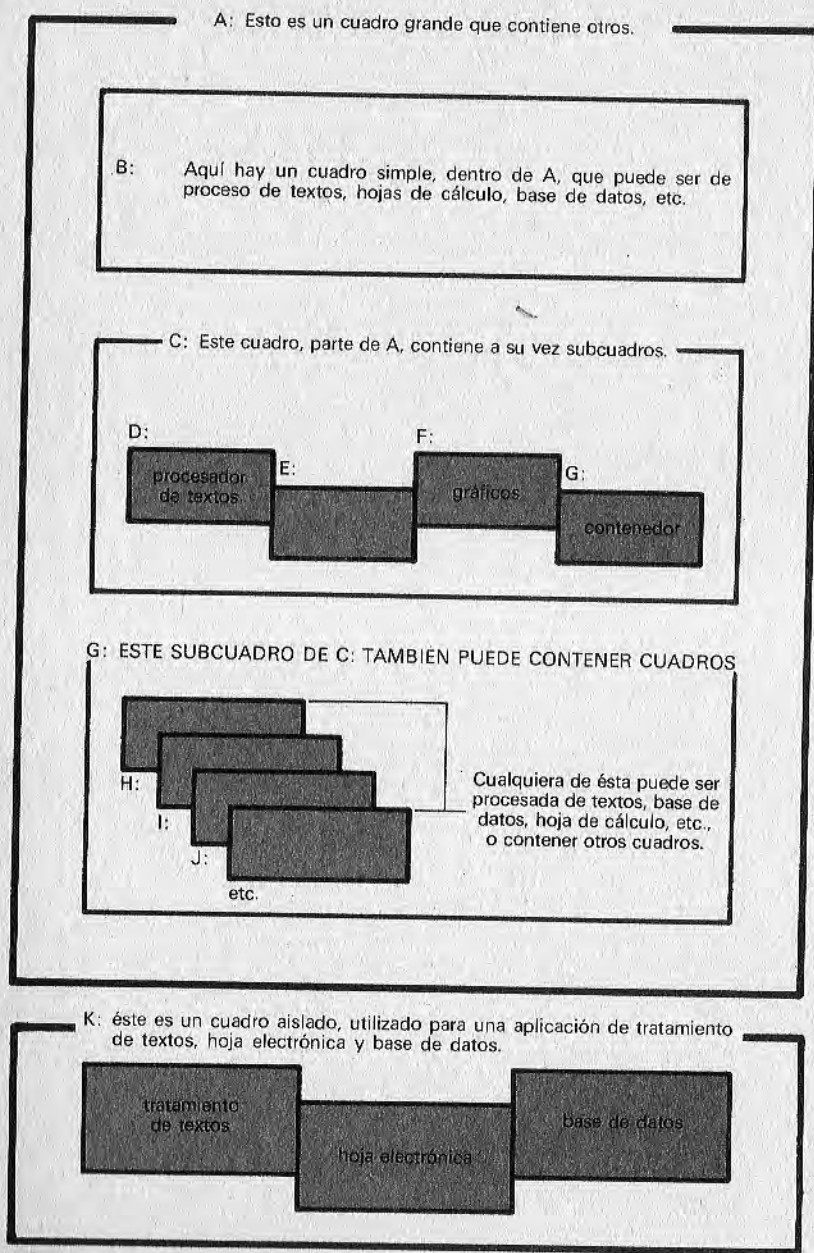 A: Esto es un cuadro grande que contiene otros.
B: Aquí hay un cuadro simple, dentro de A, que puede ser de
proceso de textos, hojas de cálculo, base de datos, etc.
C: Este cuadro, parte de A, contiene a su vez subcuadros.
D:
procesador
de textos
E:
F:
gráficos
G:
contenedor
G: ESTE SUBCUADRO DE C: TAMBIEN PUEDE CONTENER CUADROS
H:
I:
J:
etc.
Cualquiera de ésta puede ser
procesada de textos, base de
datos, hoja de cálculo, etc.,
o contener otros cuadros.
K: éste es un cuadro aislado, utilizado para una aplicación de tratamiento
de textos, hoja electrónica y base de datos.
tratamiento
de textos
hoja electrónica
base de datos